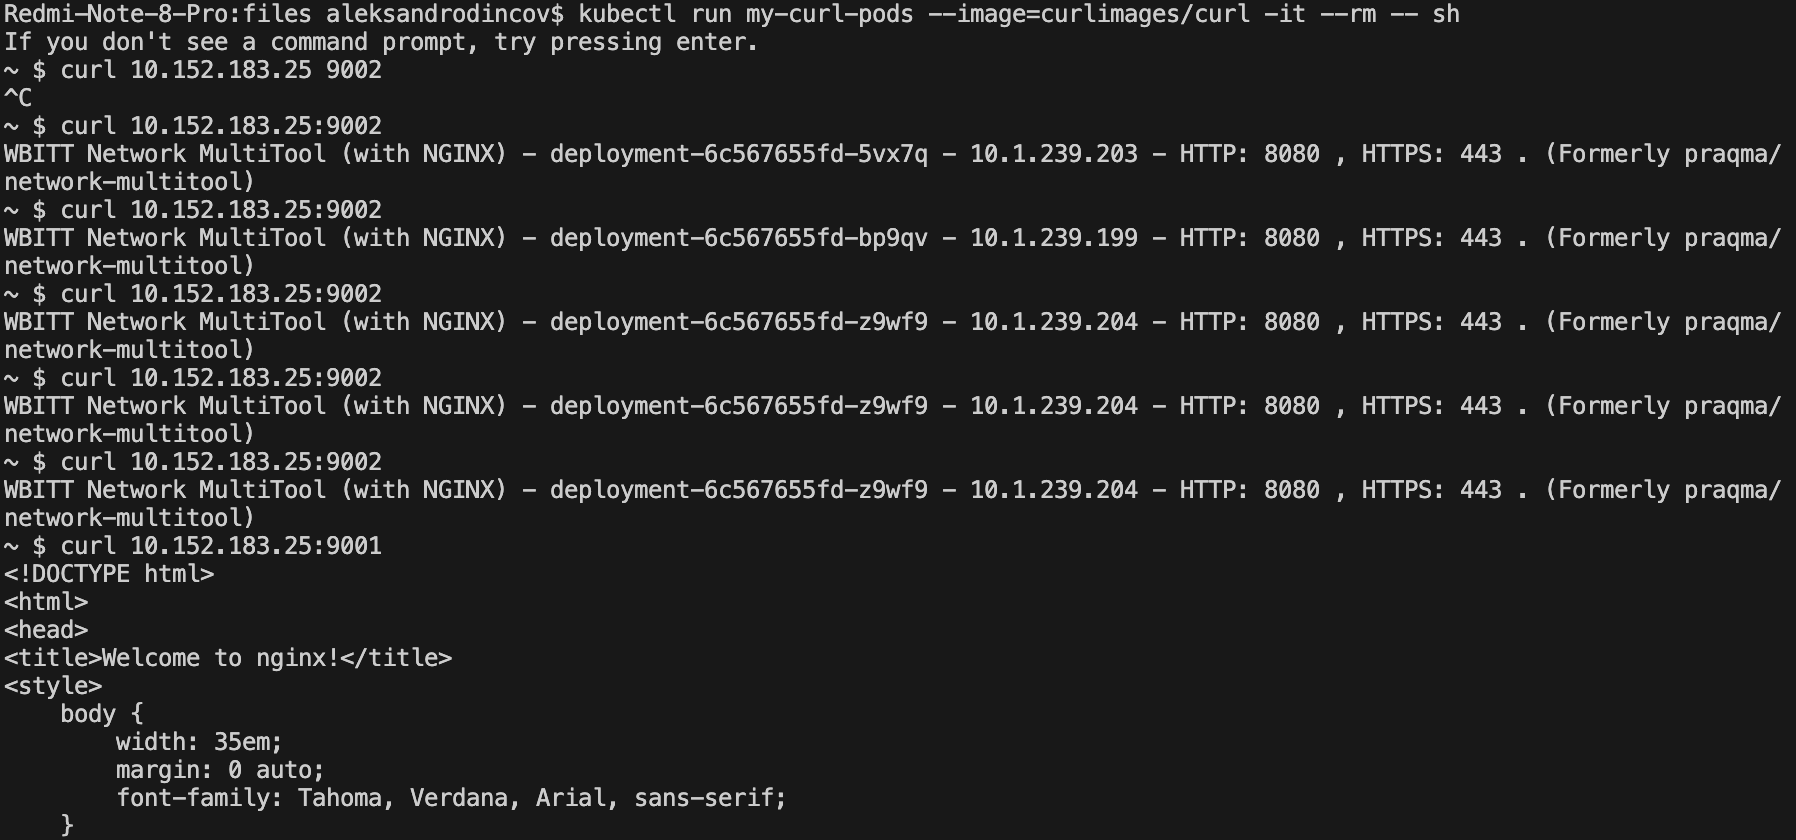 Redmi-Note-8-Pro:files aleksandrodincov$ kubectl run my-curl-pods --image=curlimages/curl -it --rm -- sh
If you don't see a command prompt, try pressing enter.
~ $ curl 10.152.183.25 9002
^C
~ $ curl 10.152.183.25:9002
WBITT Network MultiTool (with NGINX) - deployment-6c567655fd-5vx7q - 10.1.239.203 - HTTP: 8080 , HTTPS: 443 . (Formerly praqma/
network-multitool)
~ $ curl 10.152.183.25:9002
WBITT Network MultiTool (with NGINX) - deployment-6c567655fd-bp9qv - 10.1.239.199 - HTTP: 8080 , HTTPS: 443 . (Formerly praqma/
network-multitool)
~ $ curl 10.152.183.25:9002
WBITT Network MultiTool (with NGINX) - deployment-6c567655fd-z9wf9 - 10.1.239.204 - HTTP: 8080 , HTTPS: 443 . (Formerly praqma/
network-multitool)
~ $ curl 10.152.183.25:9002
WBITT Network MultiTool (with NGINX) - deployment-6c567655fd-z9wf9 - 10.1.239.204 - HTTP: 8080 , HTTPS: 443 . (Formerly praqma/
network-multitool)
~ $ curl 10.152.183.25:9002
WBITT Network MultiTool (with NGINX) - deployment-6c567655fd-z9wf9 - 10.1.239.204 - HTTP: 8080 , HTTPS: 443 . (Formerly praqma/
network-multitool)
~ $ curl 10.152.183.25:9001
<!DOCTYPE html>
<html>
<head>
<title>Welcome to nginx!</title>
<style>
    body {
        width: 35em;
        margin: 0 auto;
        font-family: Tahoma, Verdana, Arial, sans-serif;
    }